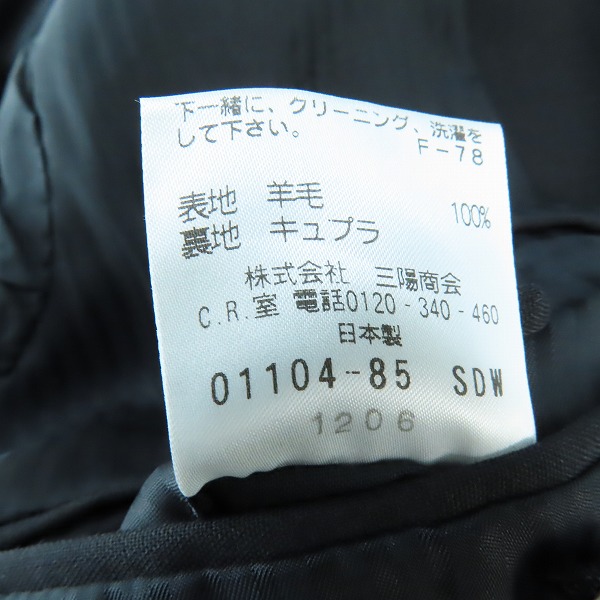 下一緒に、クリーニング、洗濯を
して下さい。
F-78
表地 羊毛 100%
裏地 キュプラ
株式会社 三陽商会
C.R.室 電話0120-340-460
日本製
01104-85 SDW
1206